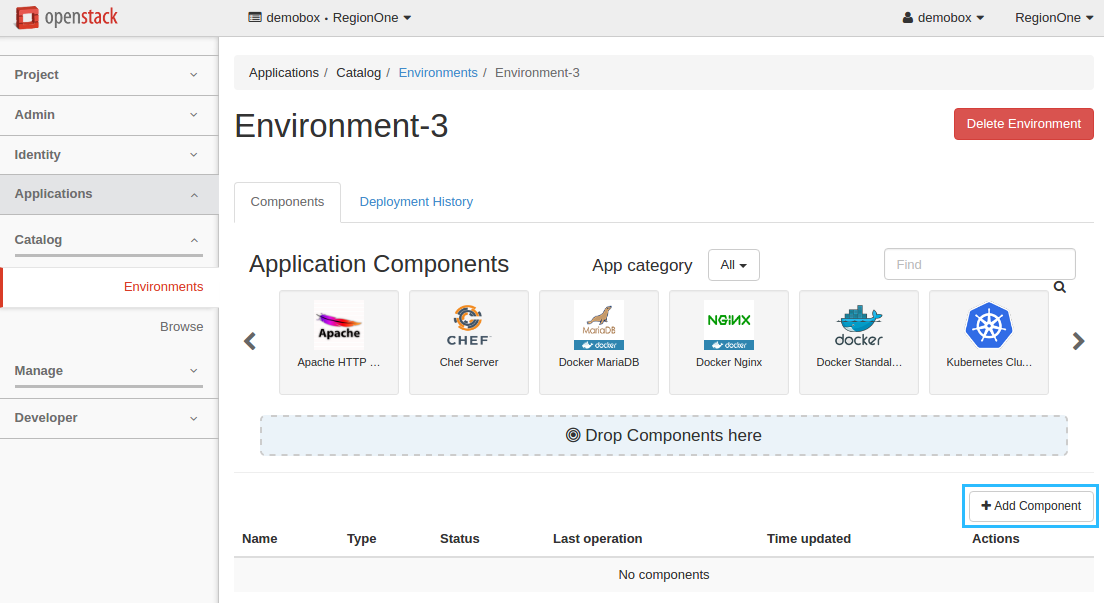 openstack
demobox • RegionOne
demobox
RegionOne
Project
Admin
Identity
Applications
Catalog
Environments
Browse
Manage
Developer
Applications / Catalog / Environments / Environment-3
Environment-3
Delete Environment
Components
Deployment History
Application Components
App category
All
Find
Apache
Apache HTTP ...
CHEF
Chef Server
MariaDB
docker
Docker MariaDB
NGINX
docker
Docker Nginx
docker
Docker Standal...
Kubernetes Clu...
Drop Components here
Add Component
Name Type Status Last operation Time updated Actions
No components